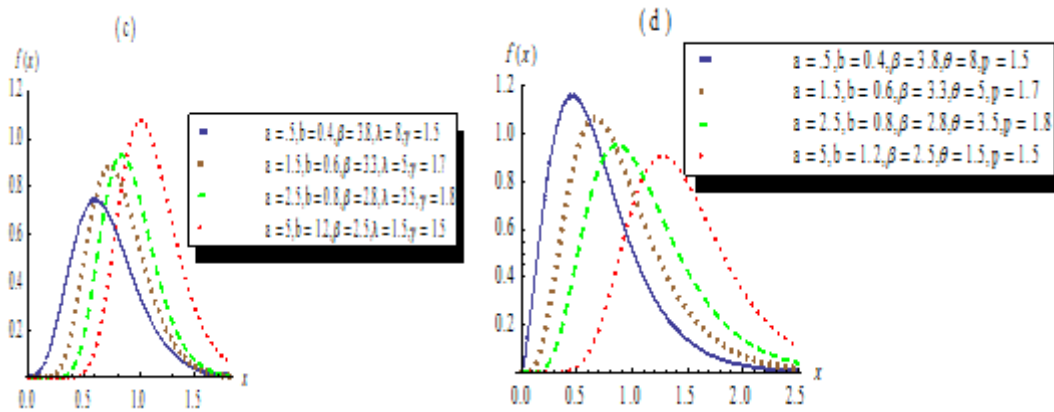 (c)
f(x)
1.2
1.0
0.8
0.6
0.4
0.2
0.0
0.5
1.0
1.5
x
a = .5,b = 0.4,β = 3.8,λ = 8,γ = 1.5
a = 1.5,b = 0.6,β = 3.3,λ = 5,γ = 1.7
a = 2.5,b = 0.8,β = 2.8,λ = 3.5,γ = 1.8
a = 5,b = 1.2,β = 2.5,λ = 1.5,γ = 1.5
(d)
f(x)
1.2
1.0
0.8
0.6
0.4
0.2
0.0
0.5
1.0
1.5
2.0
2.5
x
a = .5,b = 0.4,β = 3.8,θ = 8,p = 1.5
a = 1.5,b = 0.6,β = 3.3,θ = 5,p = 1.7
a = 2.5,b = 0.8,β = 2.8,θ = 3.5,p = 1.8
a = 5,b = 1.2,β = 2.5,θ = 1.5,p = 1.5